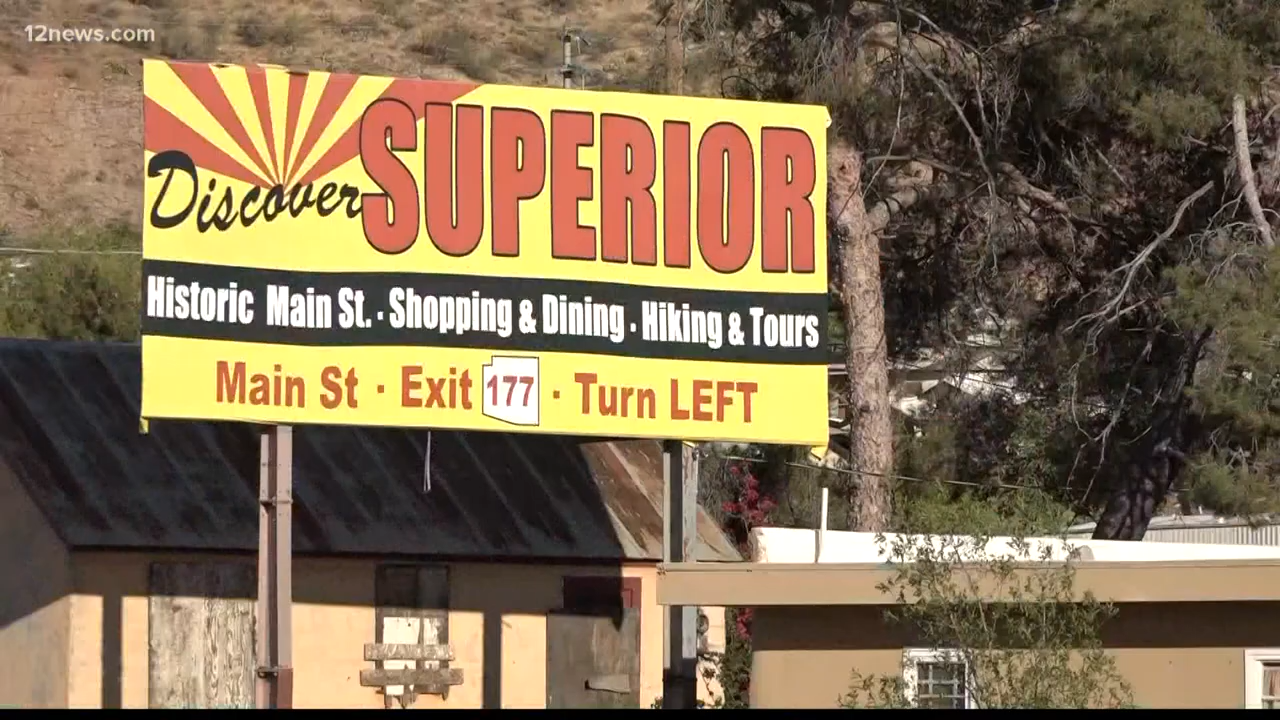 12news.com
Discover SUPERIOR
Historic Main St. · Shopping & Dining · Hiking & Tours
Main St · Exit 177 · Turn LEFT